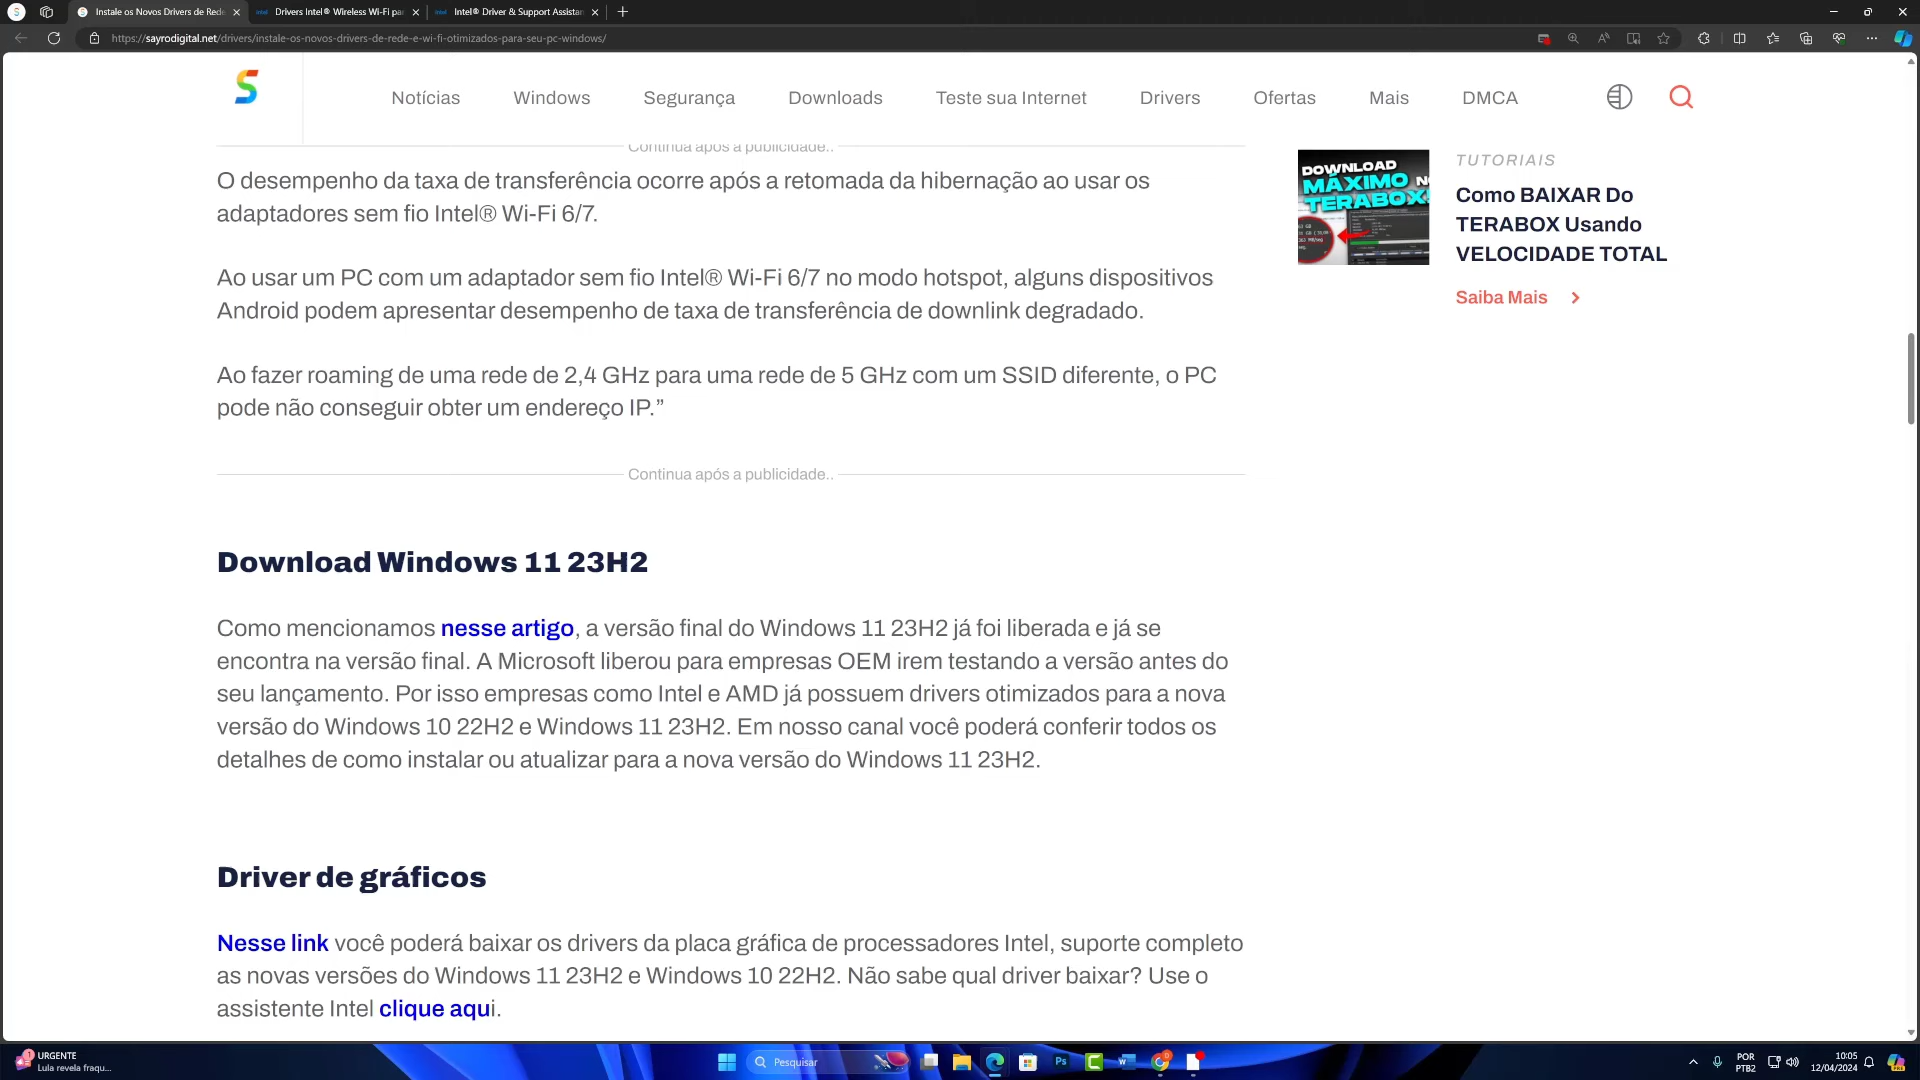 Instale os Novos Drivers de Rede
Drivers Intel® Wireless Wi-Fi pa
Intel® Driver & Support Assistan
https://sayrodigital.net/drivers/instale-os-novos-drivers-de-rede-e-wi-fi-otimizados-para-seu-pc-windows/
Notícias
Windows
Segurança
Downloads
Teste sua Internet
Drivers
Ofertas
Mais
DMCA
Continua após a publicidade..
O desempenho da taxa de transferência ocorre após a retomada da hibernação ao usar os
adaptadores sem fio Intel® Wi-Fi 6/7.
Ao usar um PC com um adaptador sem fio Intel® Wi-Fi 6/7 no modo hotspot, alguns dispositivos
Android podem apresentar desempenho de taxa de transferência de downlink degradado.
Ao fazer roaming de uma rede de 2,4 GHz para uma rede de 5 GHz com um SSID diferente, o PC
pode não conseguir obter um endereço IP.”
Continua após a publicidade..
Download Windows 11 23H2
Como mencionamos nesse artigo, a versão final do Windows 11 23H2 já foi liberada e já se
encontra na versão final. A Microsoft liberou para empresas OEM irem testando a versão antes do
seu lançamento. Por isso empresas como Intel e AMD já possuem drivers otimizados para a nova
versão do Windows 10 22H2 e Windows 11 23H2. Em nosso canal você poderá conferir todos os
detalhes de como instalar ou atualizar para a nova versão do Windows 11 23H2.
Driver de gráficos
Nesse link você poderá baixar os drivers da placa gráfica de processadores Intel, suporte completo
as novas versões do Windows 11 23H2 e Windows 10 22H2. Não sabe qual driver baixar? Use o
assistente Intel clique aqui.
DOWNLOAD
MÁXIMO NO
TERABOX!
TUTORIAIS
Como BAIXAR Do
TERABOX Usando
VELOCIDADE TOTAL
Saiba Mais
URGENTE
Lula revela fraqu...
Pesquisar
POR
PTB2
10:05
12/04/2024